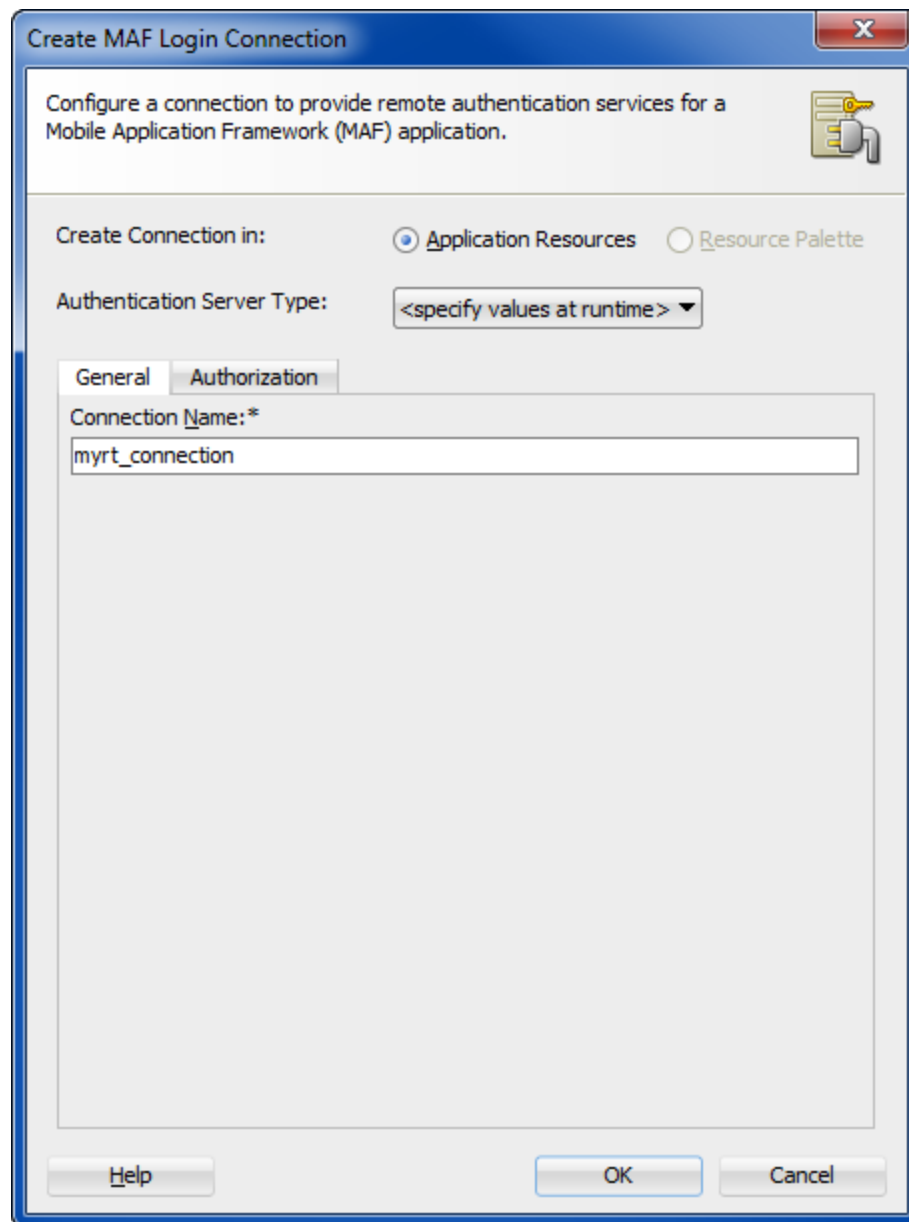 Create MAF Login Connection
Configure a connection to provide remote authentication services for a
Mobile Application Framework (MAF) application.
Create Connection in: Application Resources Resource Palette
Authentication Server Type: <specify values at runtime>
General Authorization
Connection Name:*
myrt_connection
Help OK Cancel